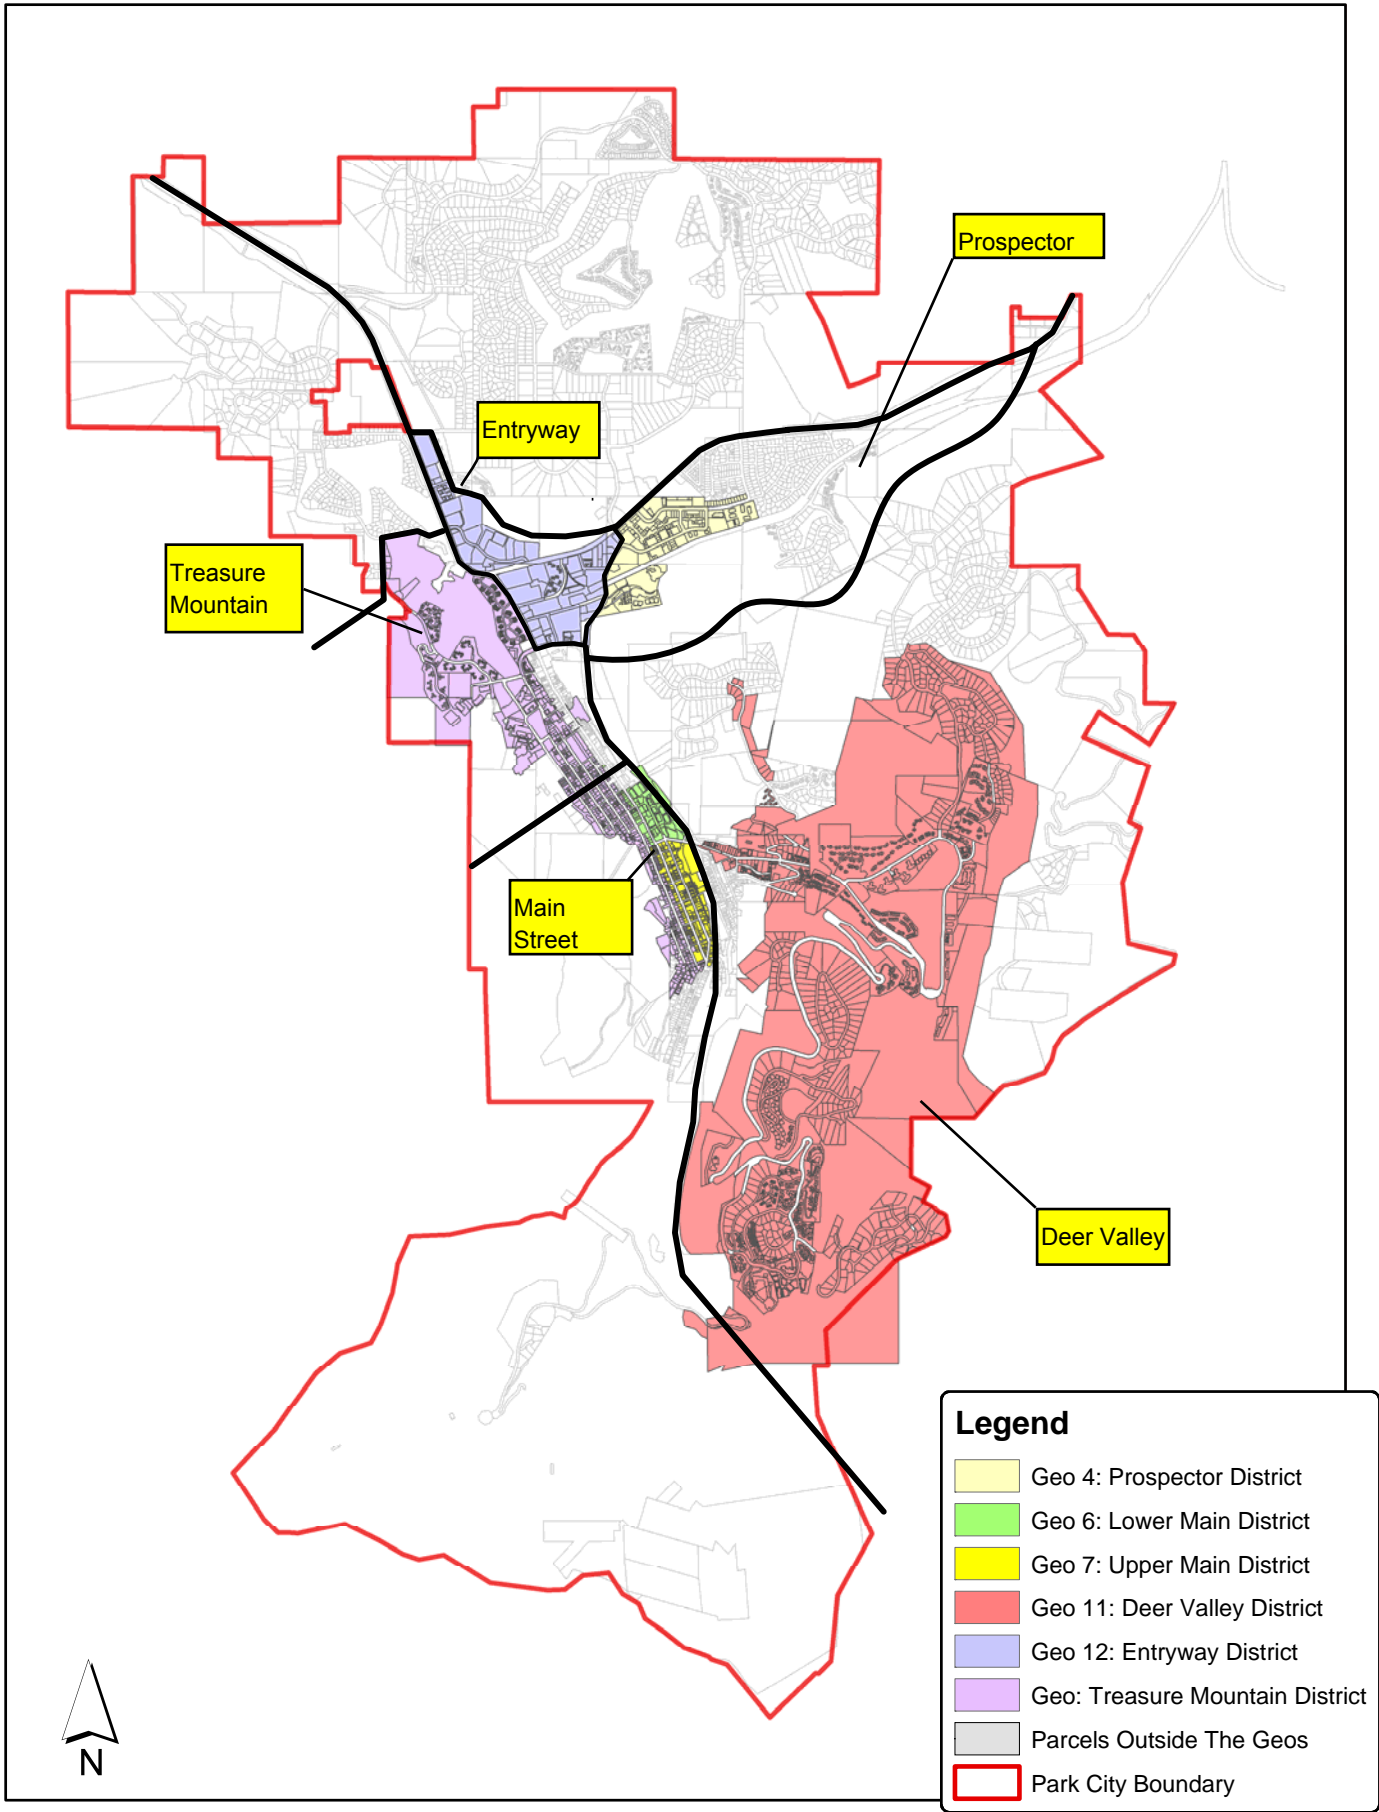 Prospector
Entryway
Treasure
Mountain
Main
Street
Deer Valley
Legend
Geo 4: Prospector District
Geo 6: Lower Main District
Geo 7: Upper Main District
Geo 11: Deer Valley District
Geo 12: Entryway District
Geo: Treasure Mountain District
Parcels Outside The Geos
Park City Boundary
N